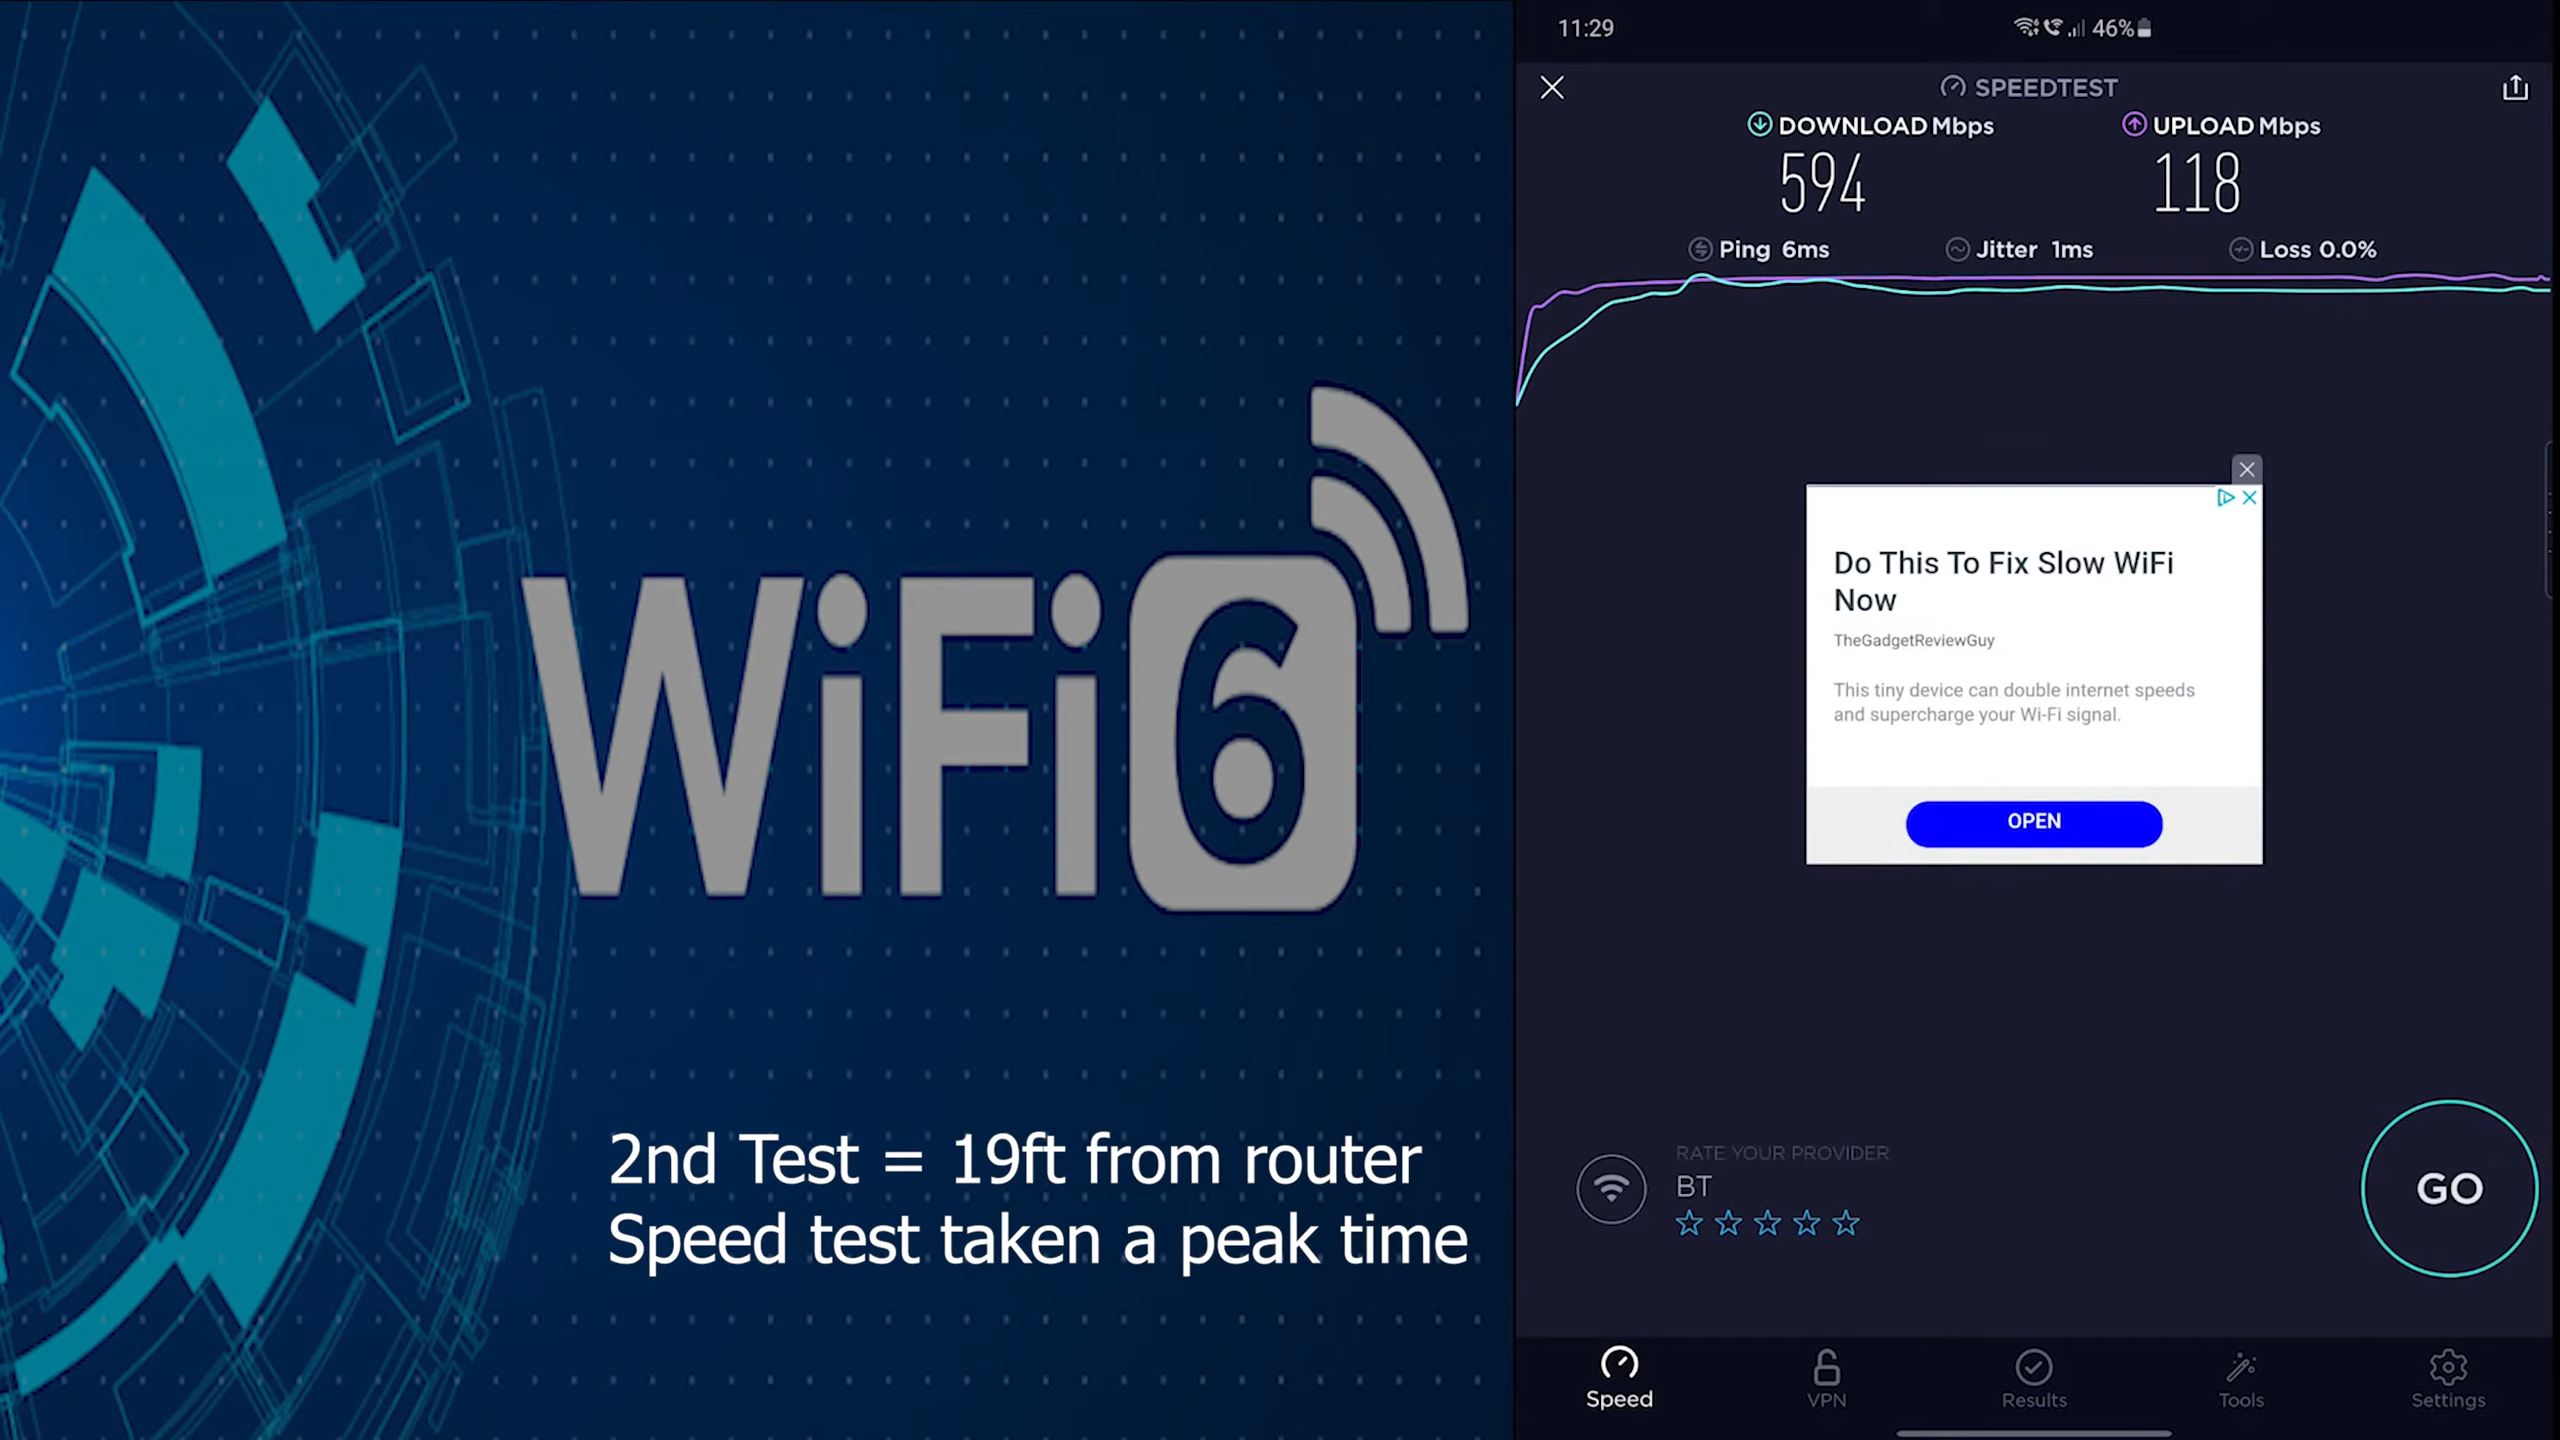 WiFi 6
2nd Test = 19ft from router
Speed test taken a peak time
11:29
46%
SPEEDTEST
DOWNLOAD Mbps
594
UPLOAD Mbps
118
Ping 6ms
Jitter 1ms
Loss 0.0%
Do This To Fix Slow WiFi
Now
TheGadgetReviewGuy
This tiny device can double internet speeds
and supercharge your Wi-Fi signal.
OPEN
RATE YOUR PROVIDER
BT
GO
Speed
VPN
Results
Tools
Settings